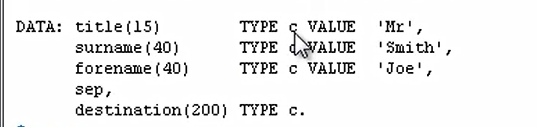 DATA: title(15) TYPE c VALUE 'Mr',
surname(40) TYPE c VALUE 'Smith',
forename(40) TYPE c VALUE 'Joe',
sep,
destination(200) TYPE c.